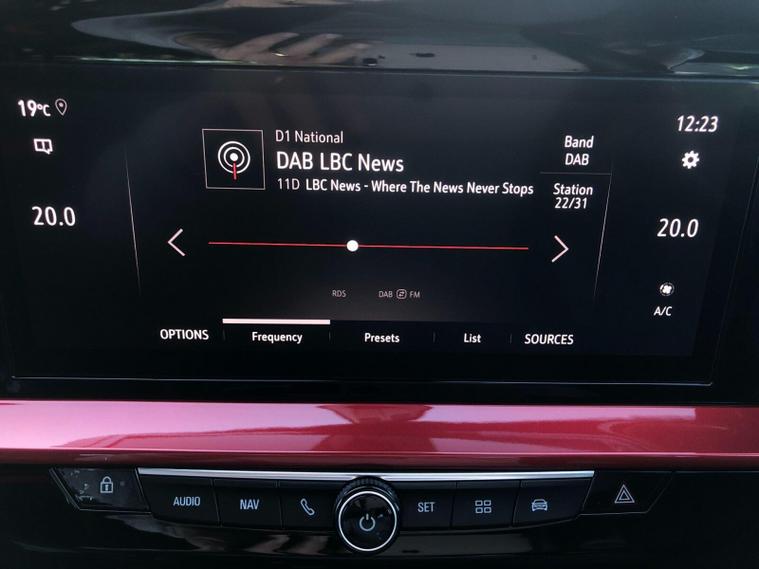 19°C
12:23
D1 National
DAB LBC News
11D LBC News - Where The News Never Stops
Band
DAB
Station
22/31
20.0
20.0
RDS
DAB FM
A/C
OPTIONS
Frequency
Presets
List
SOURCES
AUDIO
NAV
SET